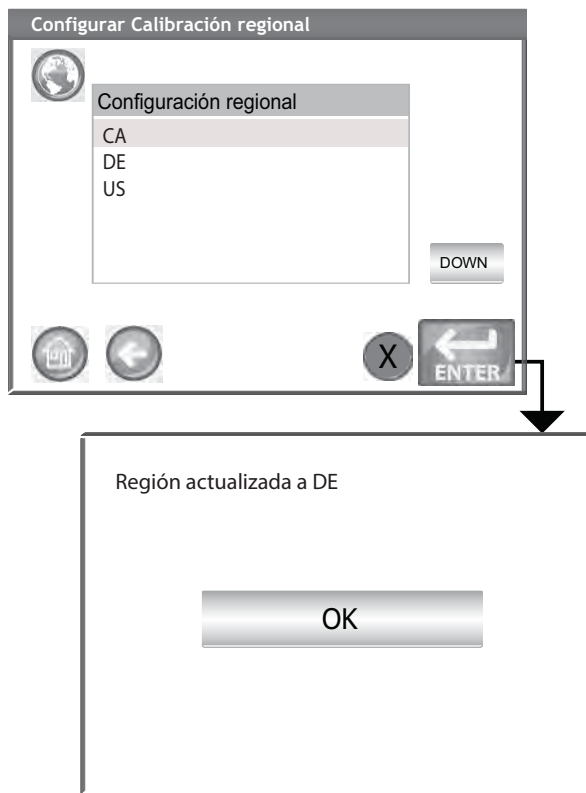 Configurar Calibración regional
Configuración regional
CA
DE
US
DOWN
X
ENTER
Región actualizada a DE
OK